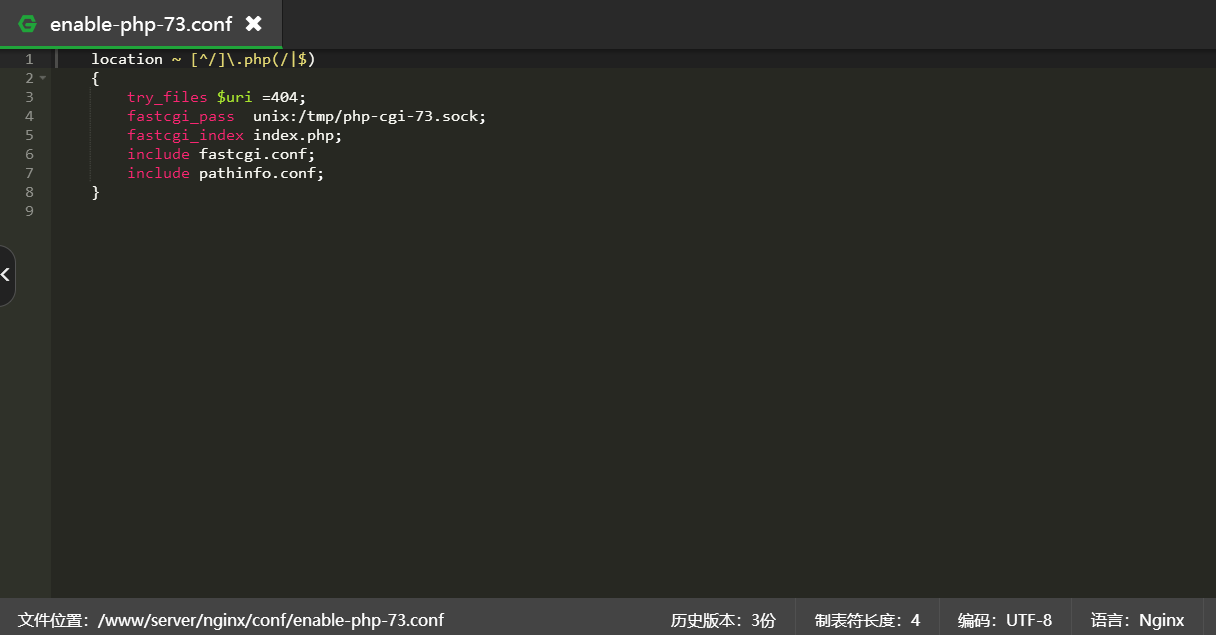 enable-php-73.conf
1 location ~ [^/]\.php(/|$)
2 {
3 try_files $uri =404;
4 fastcgi_pass  unix:/tmp/php-cgi-73.sock;
5 fastcgi_index index.php;
6 include fastcgi.conf;
7 include pathinfo.conf;
8 }
9
文件位置：/www/server/nginx/conf/enable-php-73.conf 历史版本：3份 制表符长度：4 编码：UTF-8 语言：Nginx